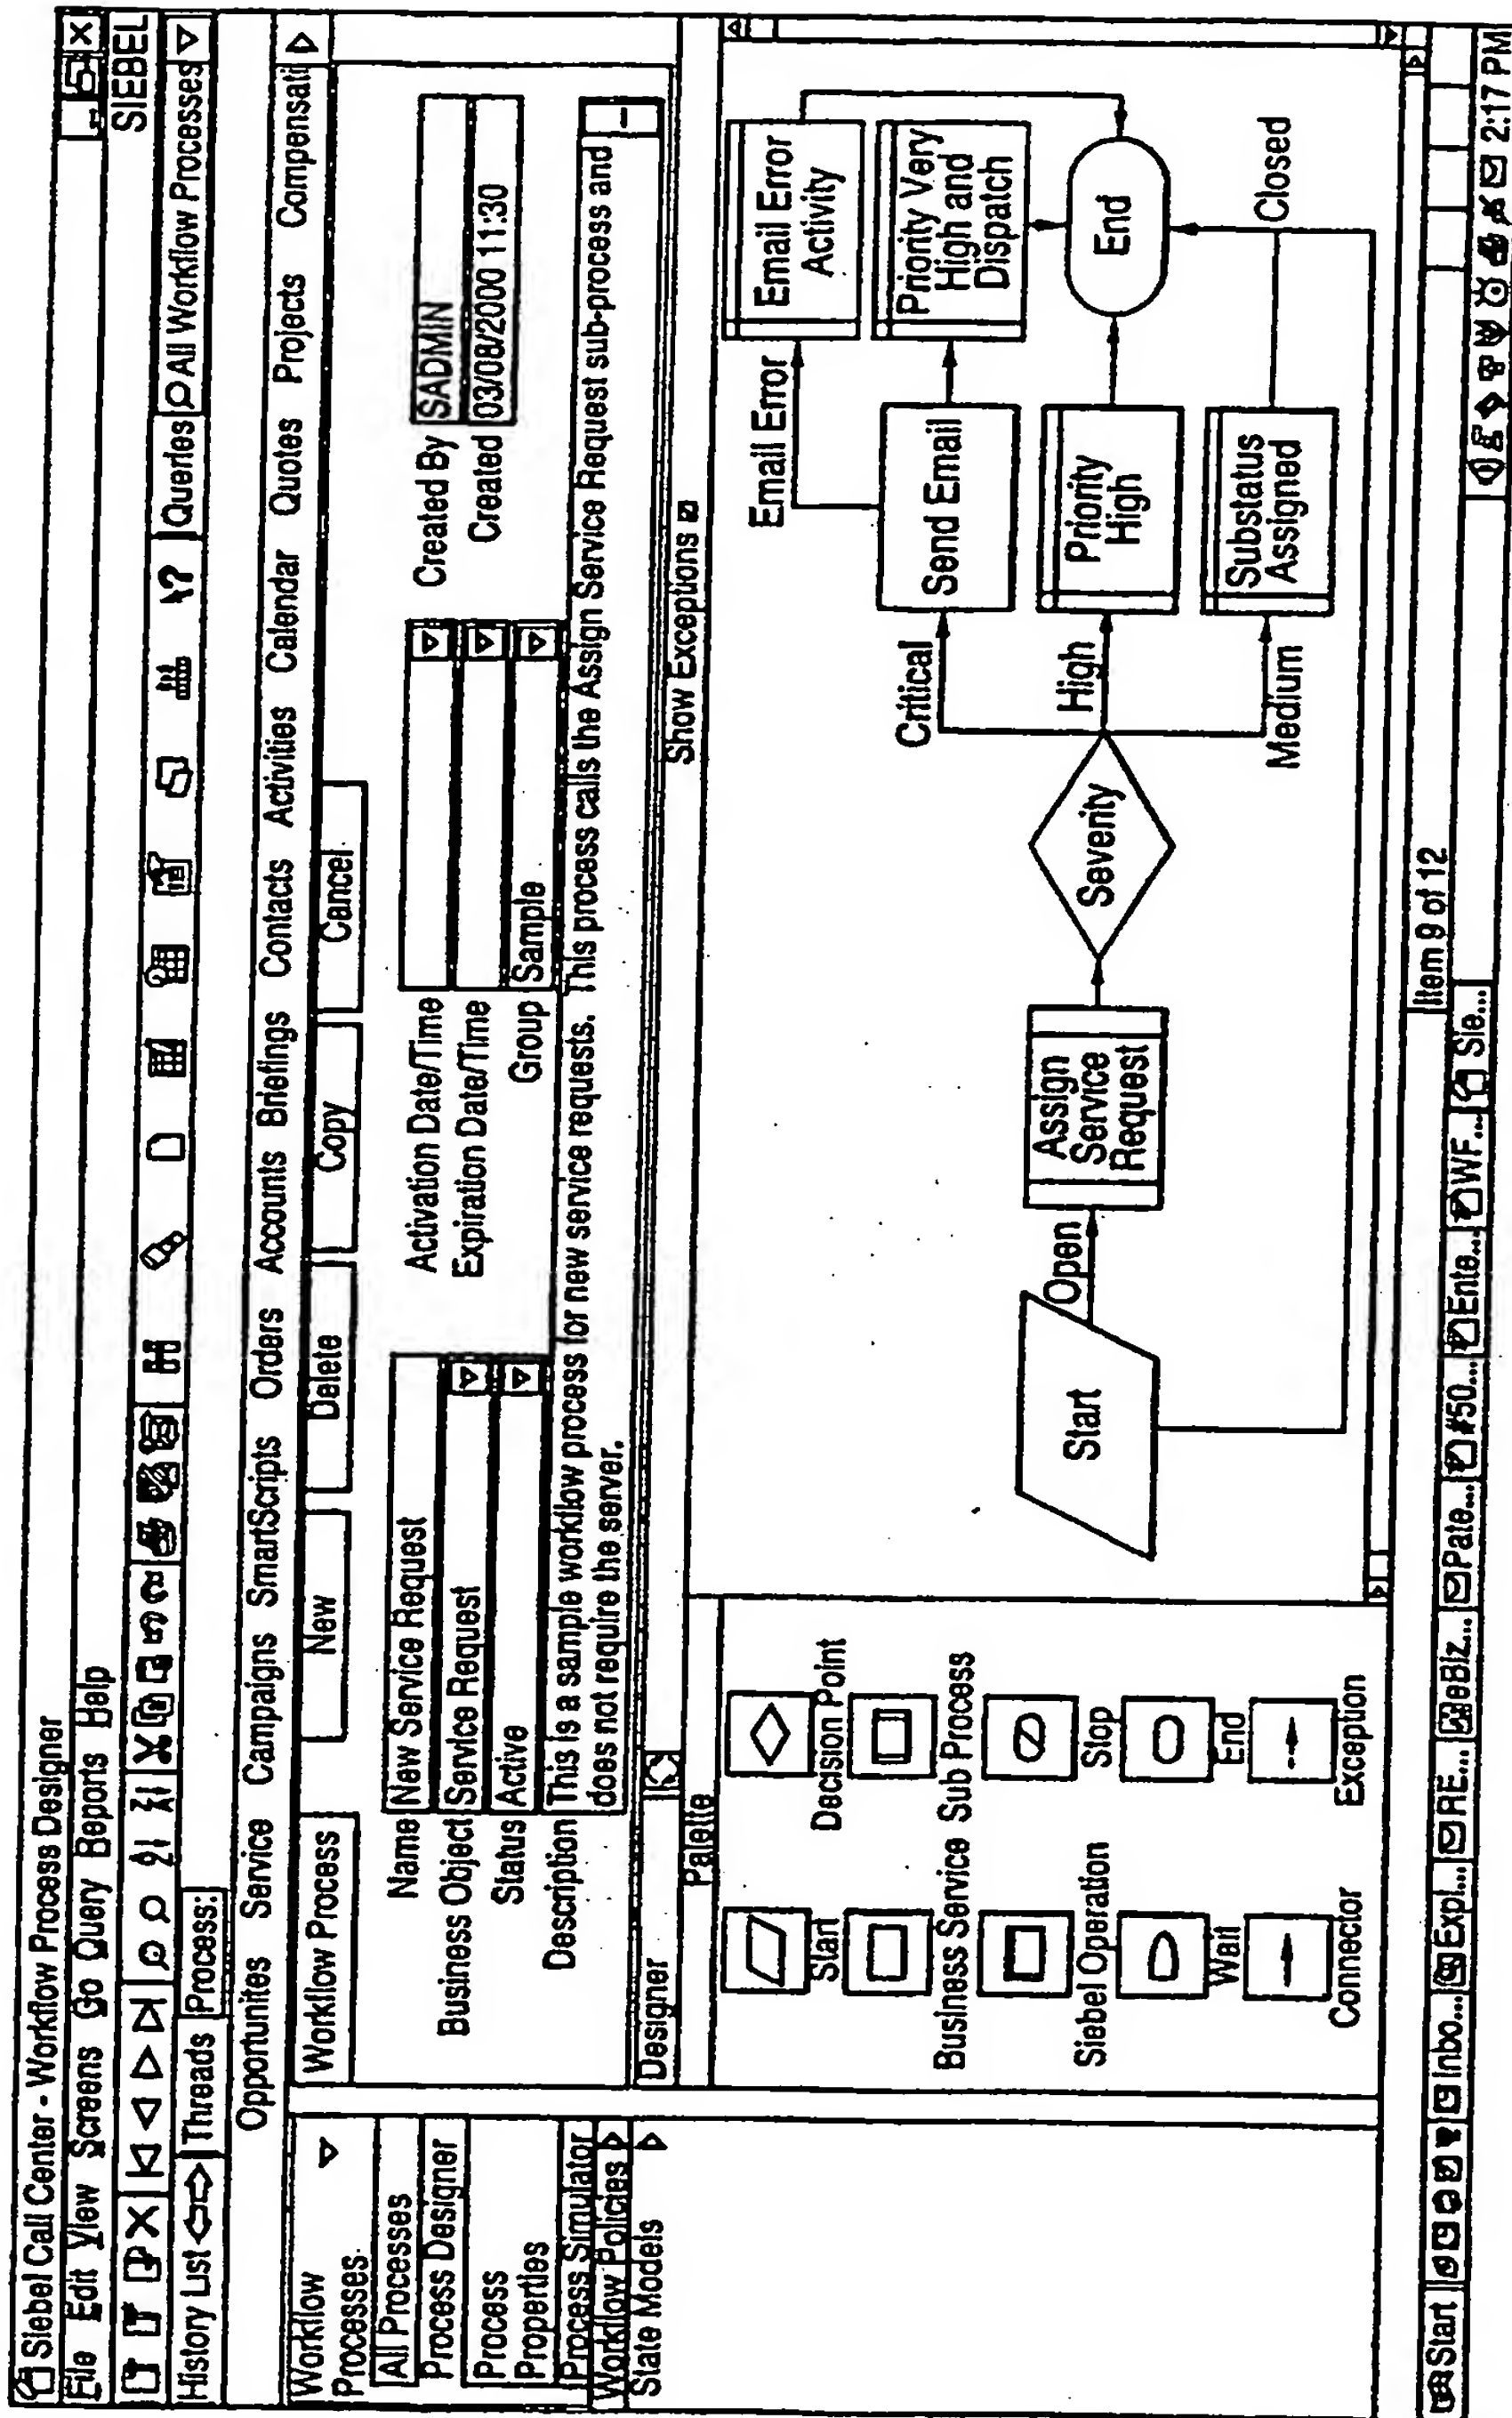 Siebel Call Center - Workflow Process Designer
File Edit View Screens Go Query Reports Help
SIEBEL
Queries All Workflow Processes
History List Threads Process:
Opportunites Service Campaigns SmartScripts Orders Accounts Briefings Contacts Activities Calendar Quotes Projects Compensati
Workflow Processes
All Processes
Process Designer
Process Properties
Process Simulator
Workflow Policies
State Models
Workflow Process New Delete Copy Cancel
Name New Service Request
Business Object Service Request
Status Active
Activation Date/Time
Expiration Date/Time
Group Sample
Created By SADMIN
Created 03/08/2000 11:30
Description This is a sample workflow process for new service requests. This process calls the Assign Service Request sub-process and
does not require the server.
Designer
Palette
Show Exceptions
Start
Decision Point
Business Service
Sub Process
Siebel Operation
Stop
Wait
End
Connector
Exception
Start
Open
Assign
Service
Request
Severity
Critical
High
Medium
Email Error
Send Email
Priority
High
Substatus
Assigned
Email Error
Activity
Priority Very
High and
Dispatch
End
Closed
Item 9 of 12
Start Inbo... Expl... RE... eBiz... Pate... #50... Ente... WF... Sie... 2:17 PM